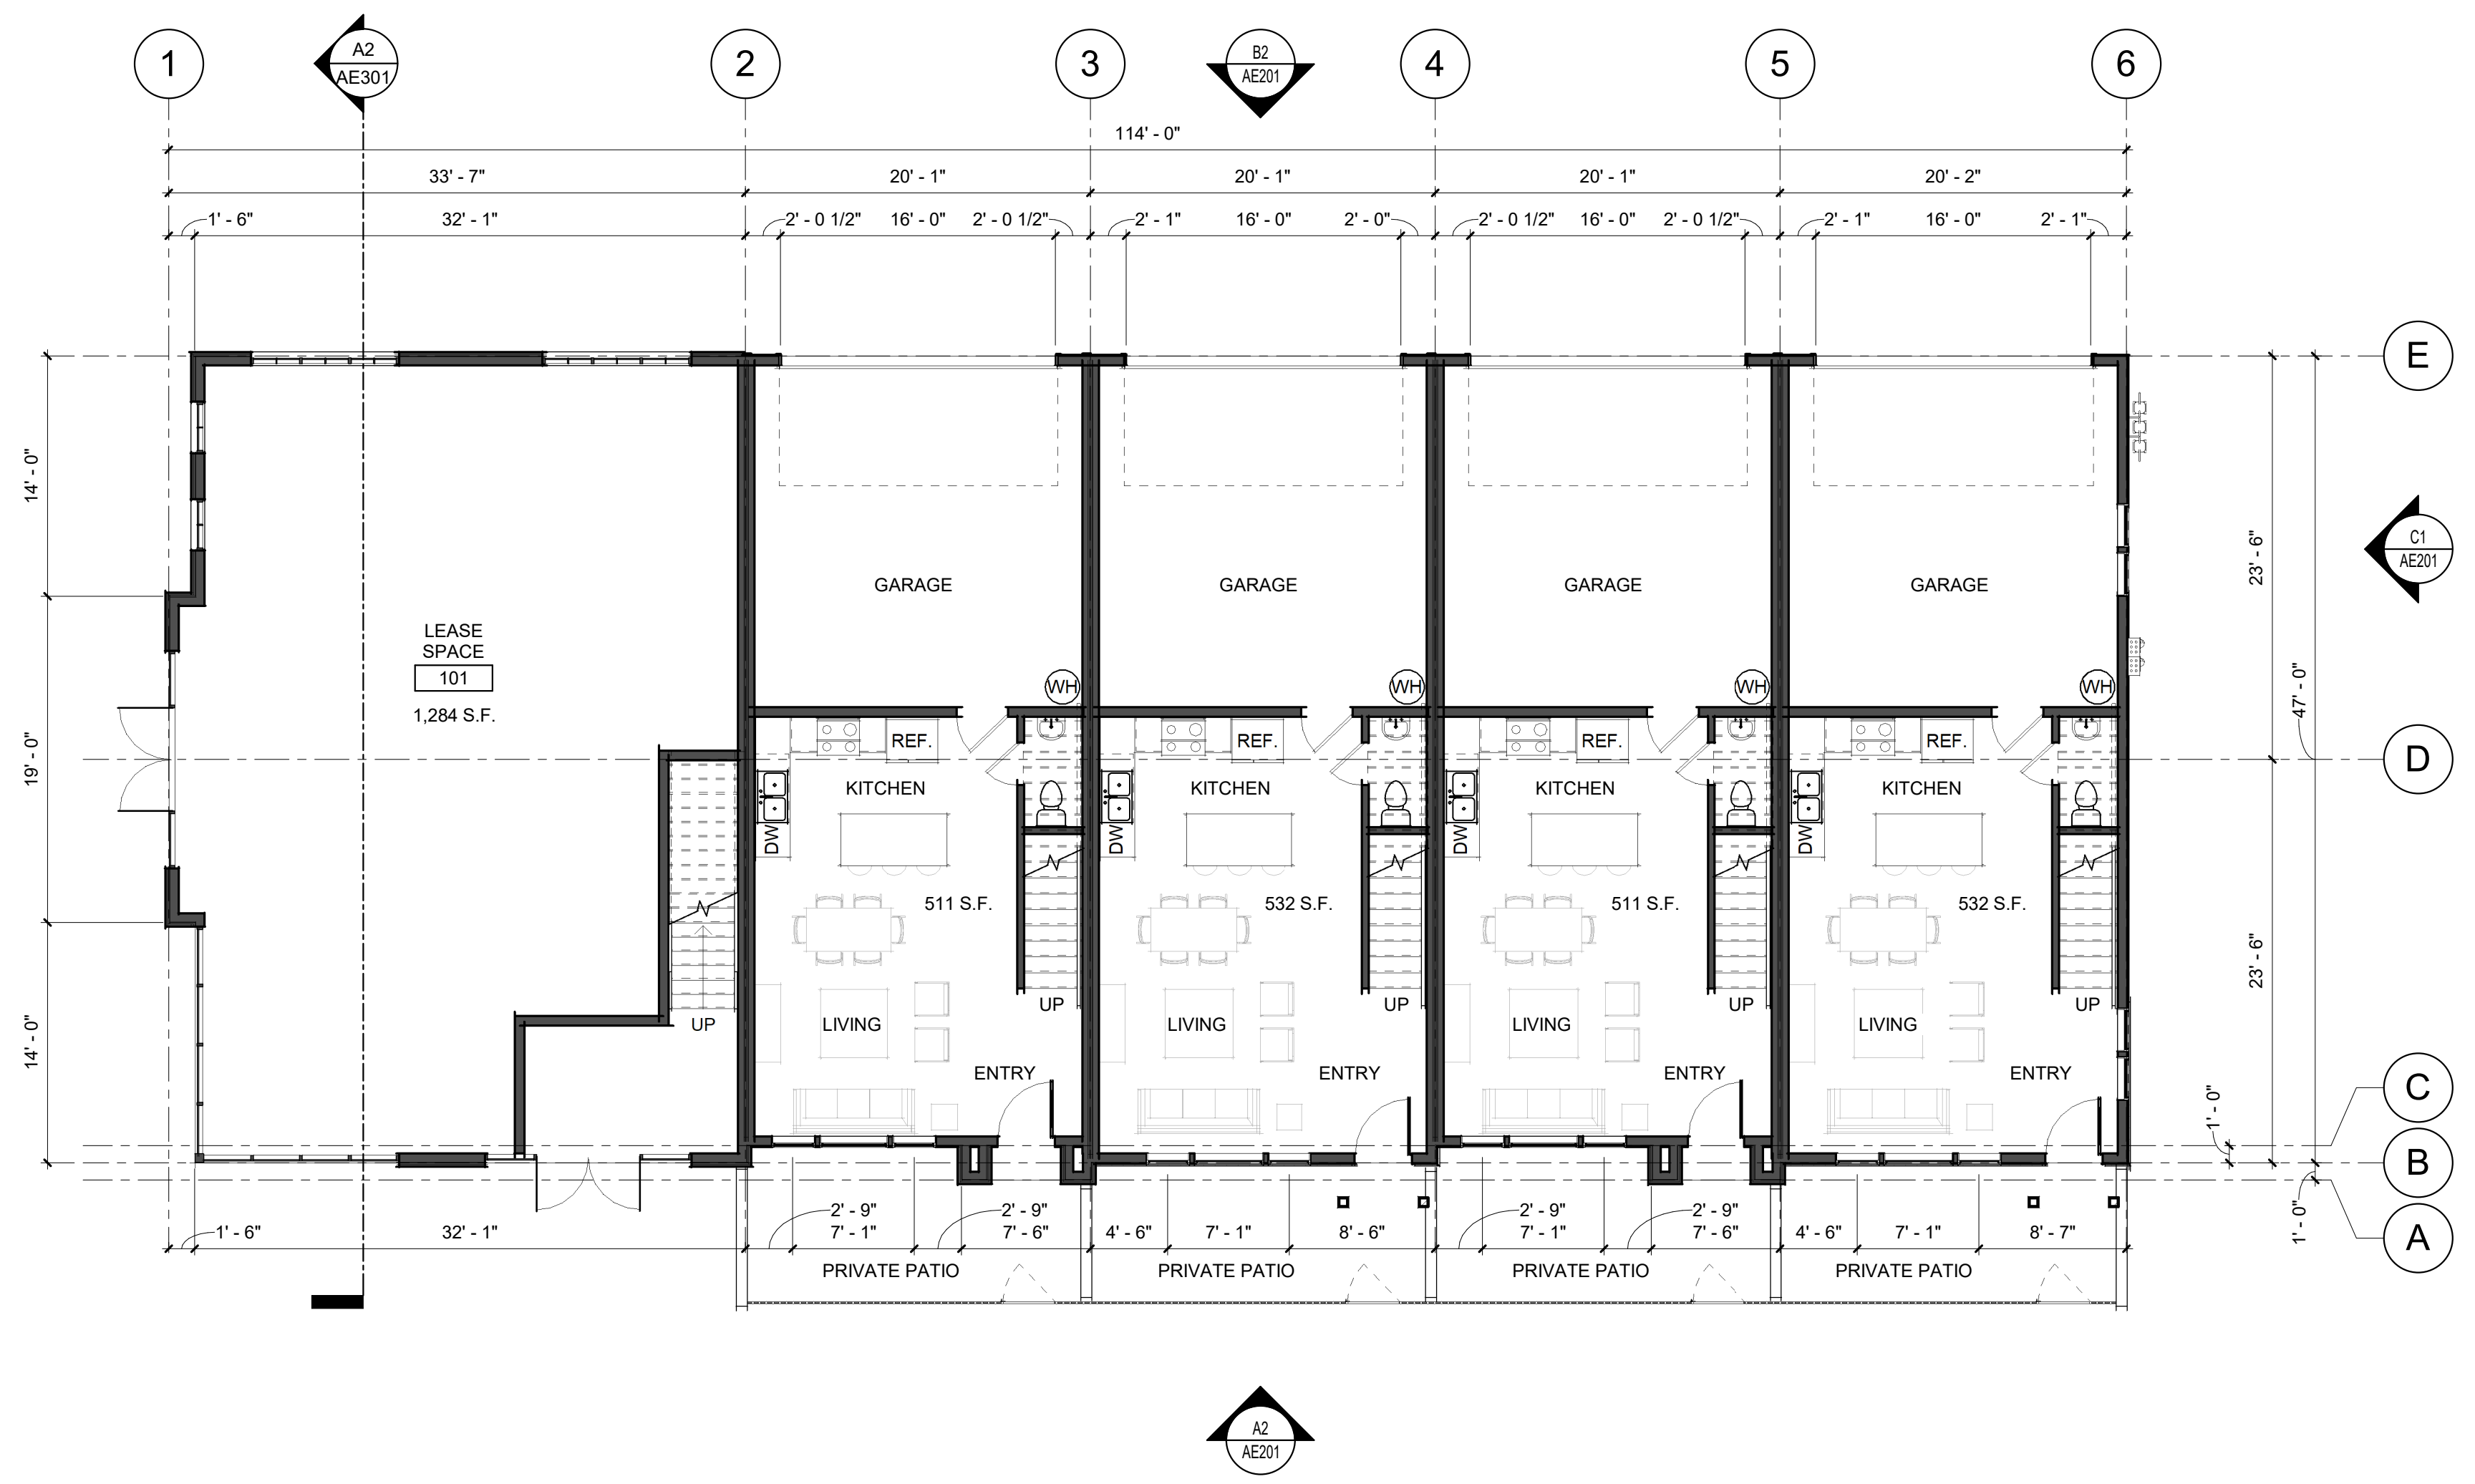 1
A2
AE301
2
3
B2
AE201
4
5
6
114' - 0"
33' - 7"
20' - 1"
20' - 1"
20' - 1"
20' - 2"
1' - 6"
32' - 1"
2' - 0 1/2"
16' - 0"
2' - 0 1/2"
2' - 1"
16' - 0"
2' - 0"
2' - 0 1/2"
16' - 0"
2' - 0 1/2"
2' - 1"
16' - 0"
2' - 1"
E
14' - 0"
23' - 6"
C1
AE201
GARAGE
GARAGE
GARAGE
GARAGE
LEASE
SPACE
101
1,284 S.F.
WH
WH
WH
WH
47' - 0"
19' - 0"
REF.
REF.
REF.
REF.
D
KITCHEN
KITCHEN
KITCHEN
KITCHEN
DW
DW
DW
DW
511 S.F.
532 S.F.
511 S.F.
532 S.F.
23' - 6"
14' - 0"
UP
UP
UP
UP
UP
LIVING
LIVING
LIVING
LIVING
ENTRY
ENTRY
ENTRY
ENTRY
C
1' - 0"
B
1' - 0"
A
2' - 9"
2' - 9"
2' - 9"
2' - 9"
1' - 6"
32' - 1"
7' - 1"
7' - 6"
4' - 6"
7' - 1"
8' - 6"
7' - 1"
7' - 6"
4' - 6"
7' - 1"
8' - 7"
PRIVATE PATIO
PRIVATE PATIO
PRIVATE PATIO
PRIVATE PATIO
A2
AE201